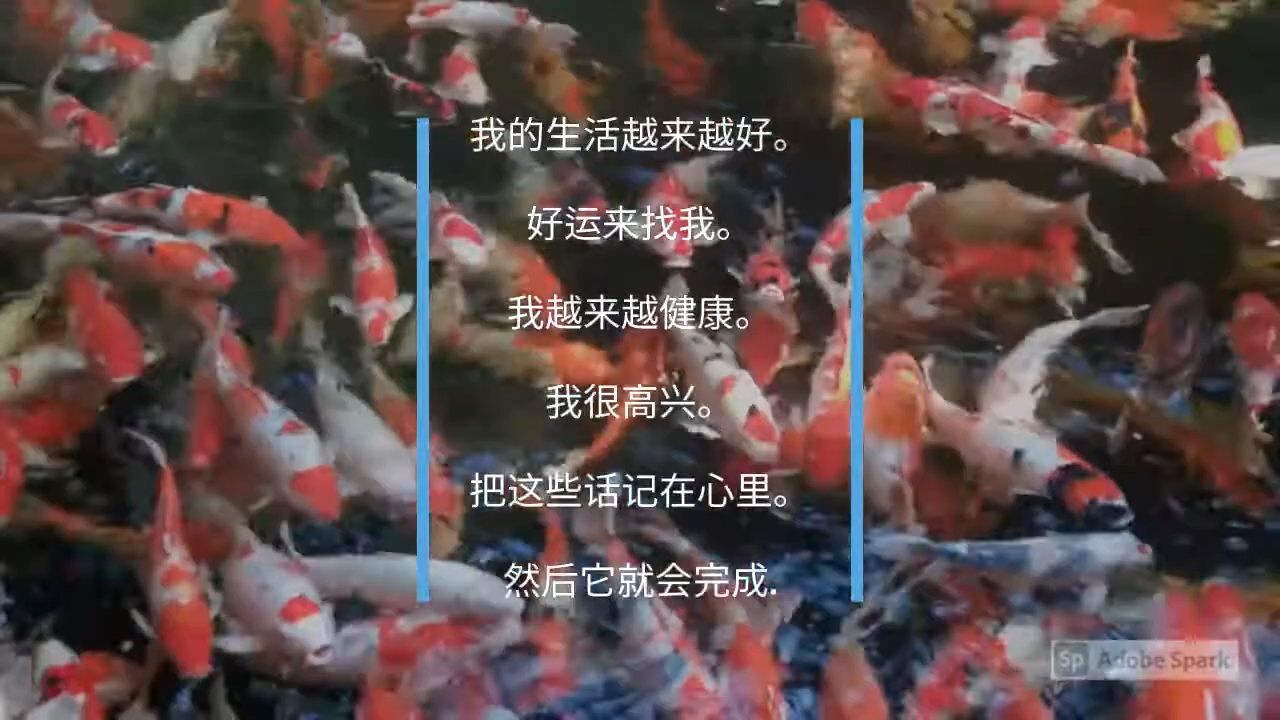 我的生活越来越好。
好运来找我。
我越来越健康。
我很高兴。
把这些话记在心里。
然后它就会完成.
Sp Adobe Spark